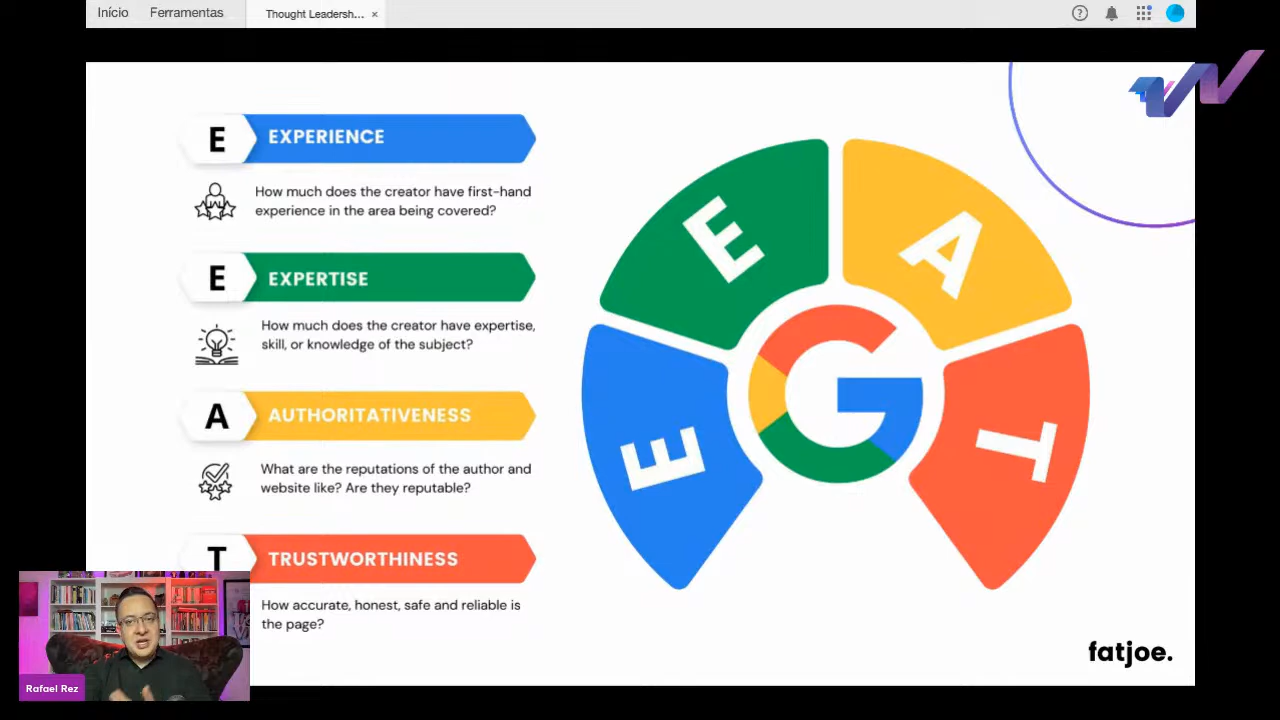 Início Ferramentas Thought Leadersh... ×
E EXPERIENCE
How much does the creator have first-hand
experience in the area being covered?
E EXPERTISE
How much does the creator have expertise,
skill, or knowledge of the subject?
A AUTHORITATIVENESS
What are the reputations of the author and
website like? Are they reputable?
T TRUSTWORTHINESS
How accurate, honest, safe and reliable is
the page?
E E A T
G
fatjoe.
Rafael Rez